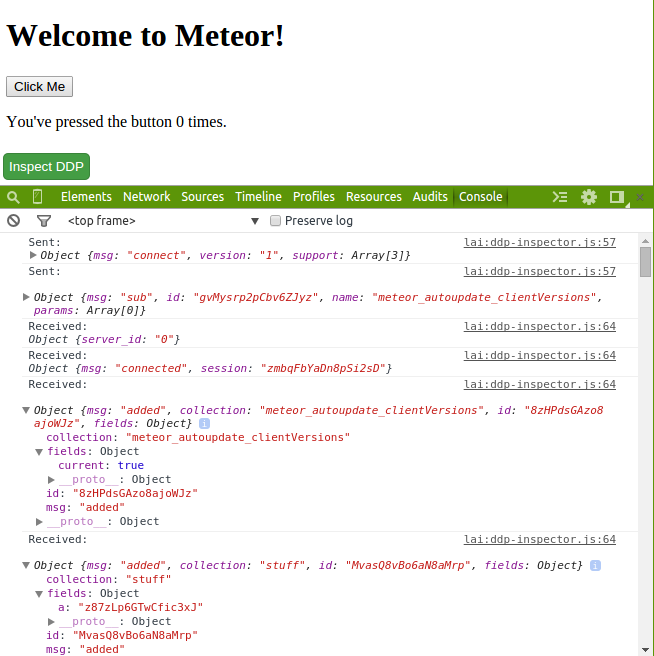 Welcome to Meteor!
Click Me
You've pressed the button 0 times.
Inspect DDP
Elements Network Sources Timeline Profiles Resources Audits Console
<top frame> Preserve log
Sent: lai:ddp-inspector.js:57
Object {msg: "connect", version: "1", support: Array[3]}
Sent: lai:ddp-inspector.js:57
Object {msg: "sub", id: "gvMysrp2pCbv6ZJyz", name: "meteor_autoupdate_clientVersions",
params: Array[0]}
Received: lai:ddp-inspector.js:64
Object {server_id: "0"}
Received: lai:ddp-inspector.js:64
Object {msg: "connected", session: "zmbqFbYaDn8pSi2sD"}
Received: lai:ddp-inspector.js:64
Object {msg: "added", collection: "meteor_autoupdate_clientVersions", id: "8zHPdsGAzo8
ajoWJz", fields: Object} i
collection: "meteor_autoupdate_clientVersions"
fields: Object
current: true
__proto__: Object
id: "8zHPdsGAzo8ajoWJz"
msg: "added"
__proto__: Object
Received: lai:ddp-inspector.js:64
Object {msg: "added", collection: "stuff", id: "MvasQ8vBo6aN8aMrp", fields: Object} i
collection: "stuff"
fields: Object
a: "z87zLp6GTwCfic3xJ"
__proto__: Object
id: "MvasQ8vBo6aN8aMrp"
msg: "added"